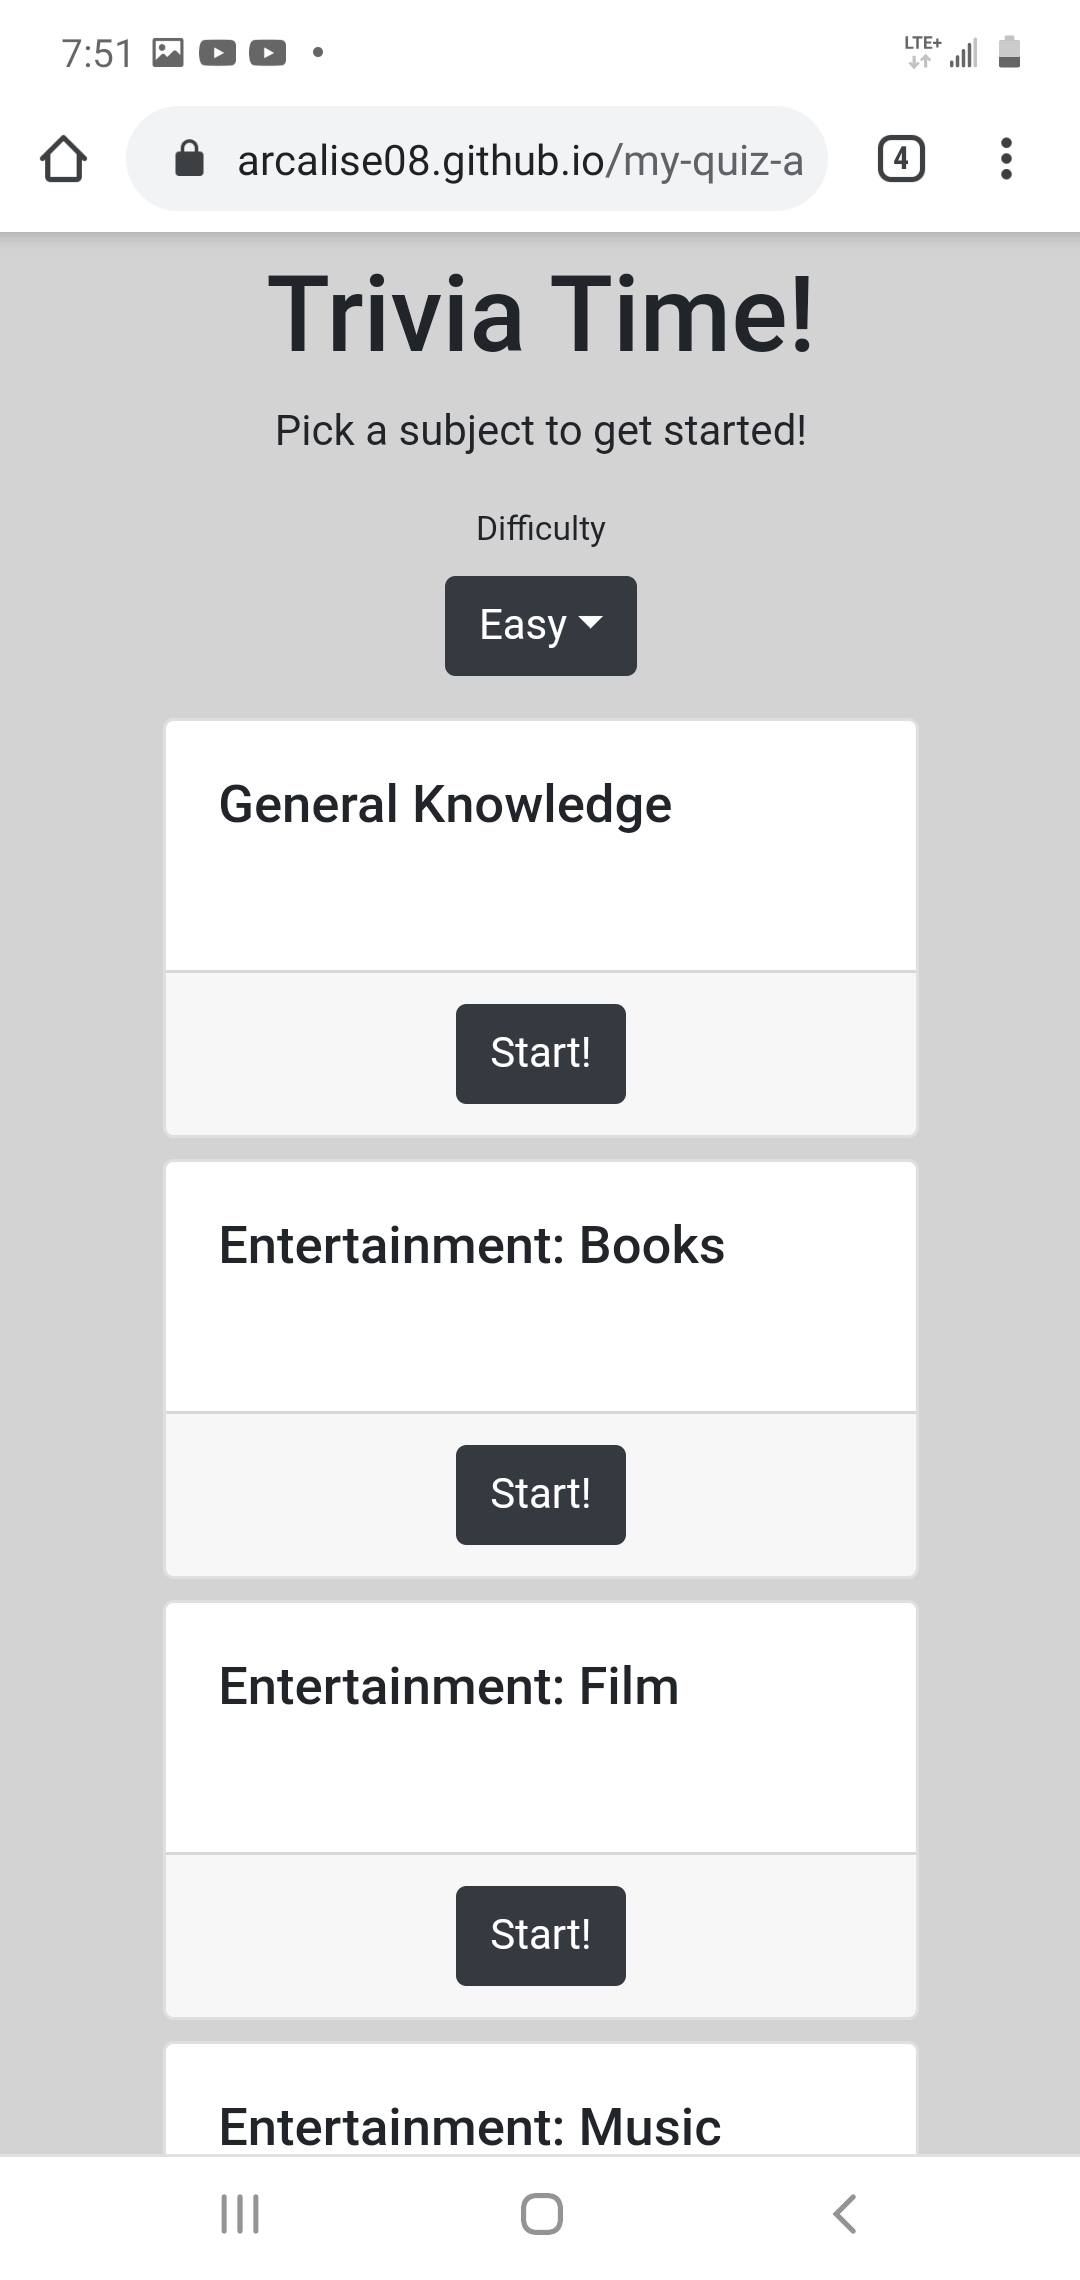 7:51
LTE+
arcalise08.github.io/my-quiz-a
4
Trivia Time!
Pick a subject to get started!
Difficulty
Easy
General Knowledge
Start!
Entertainment: Books
Start!
Entertainment: Film
Start!
Entertainment: Music